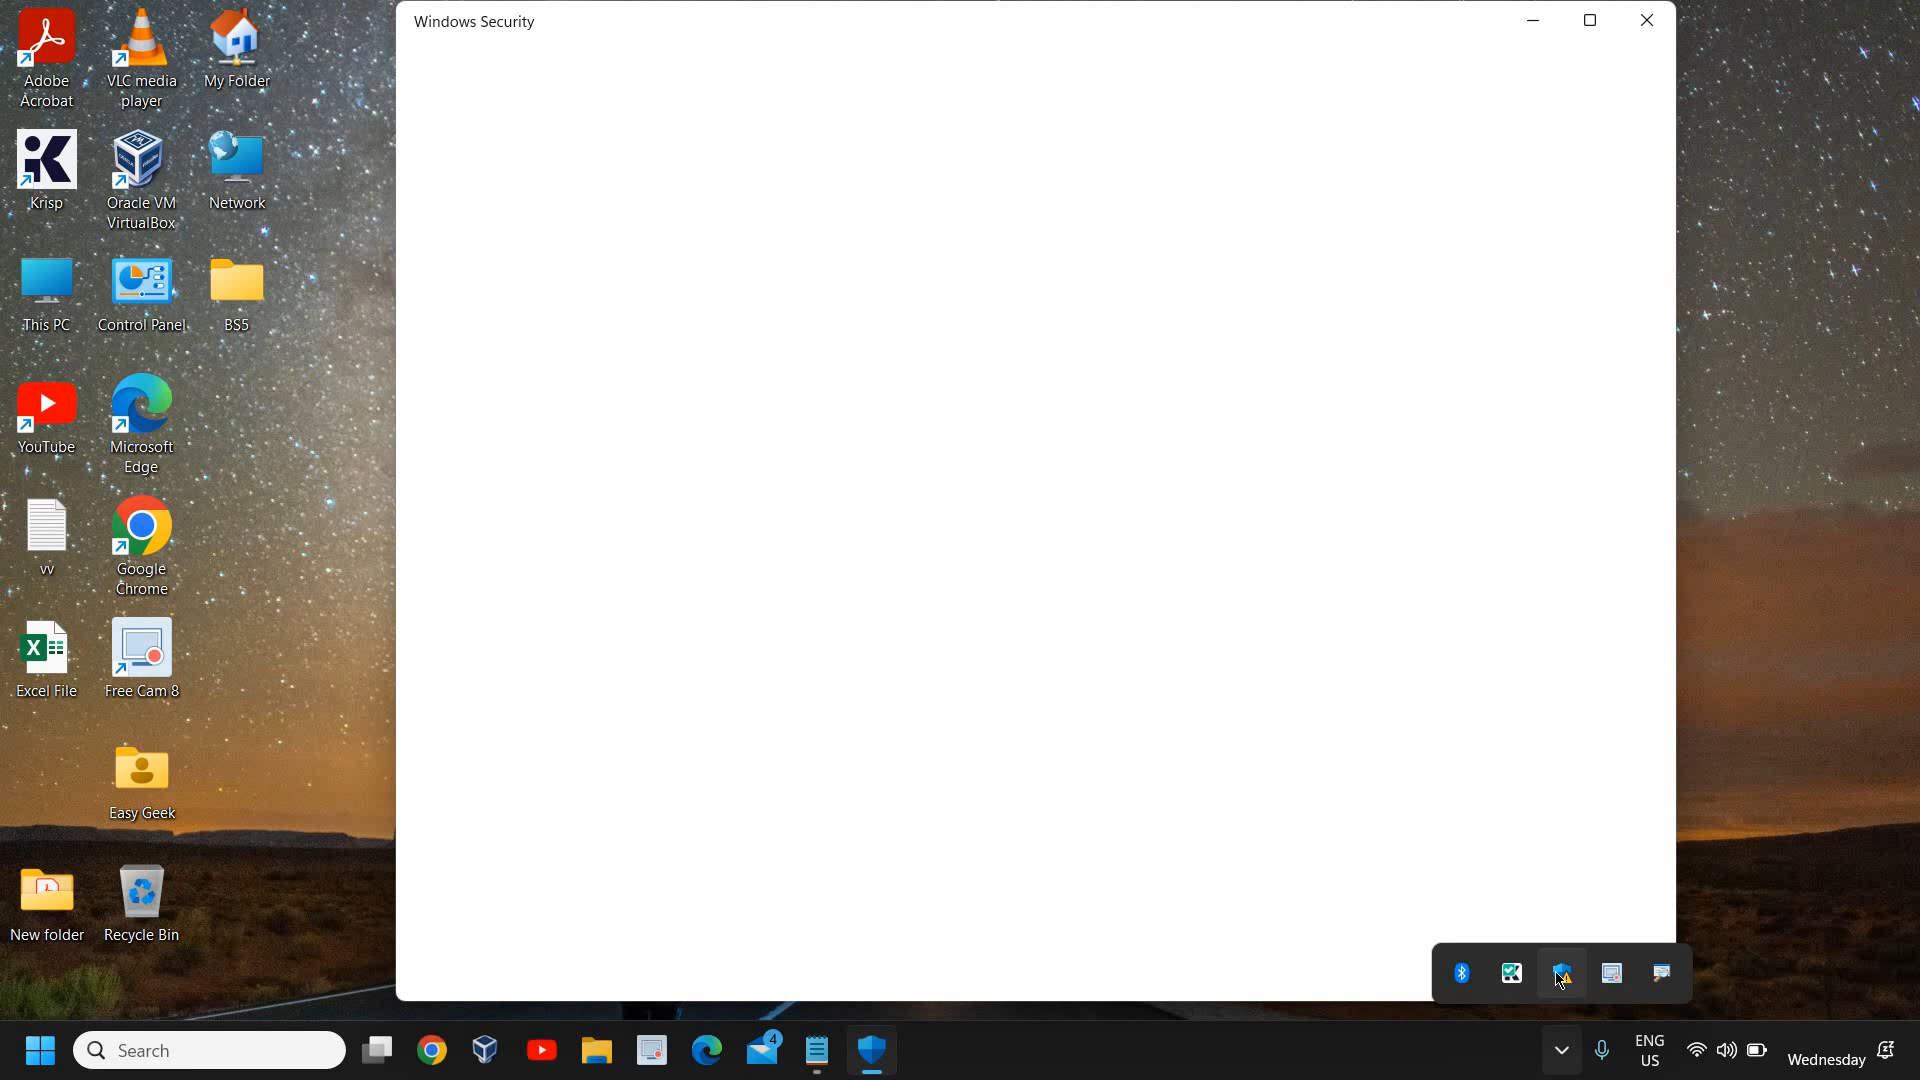 Windows Security
Adobe
Acrobat
VLC media
player
My Folder
Krisp
Oracle VM
VirtualBox
Network
This PC
Control Panel
BS5
YouTube
Microsoft
Edge
vv
Google
Chrome
Excel File
Free Cam 8
Easy Geek
New folder
Recycle Bin
Search
4
ENG
US
Wednesday